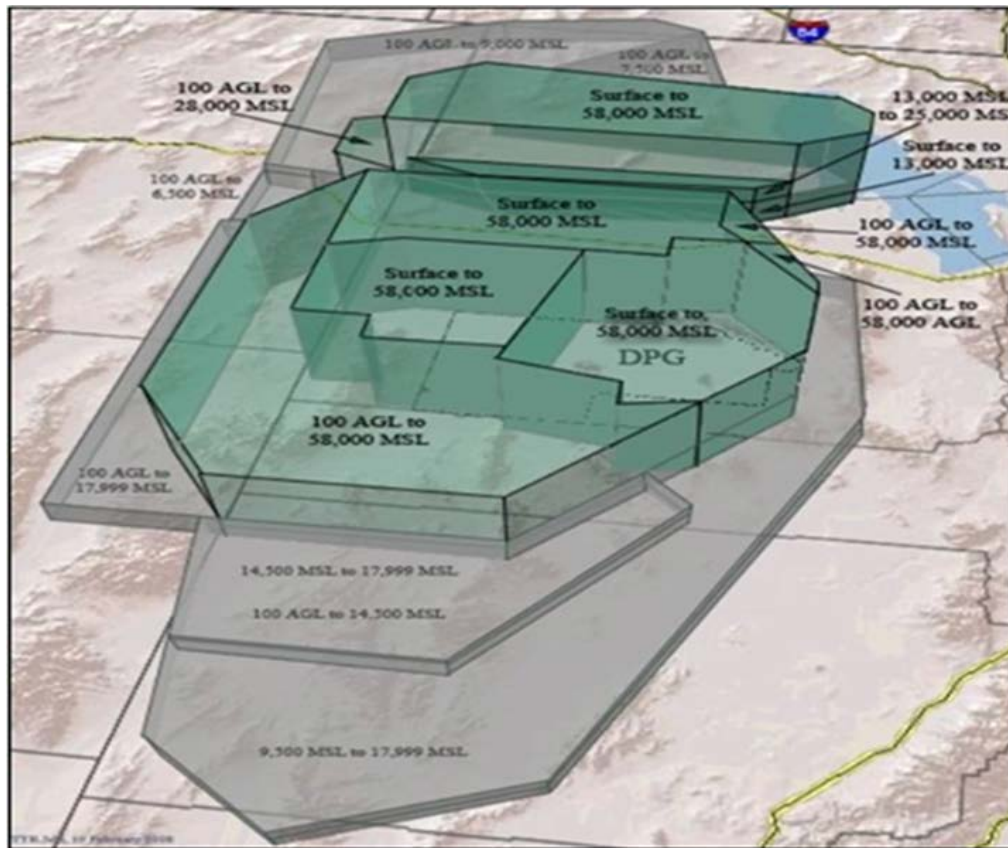 84
100 AGL to 9,000 MSL
100 AGL to
7,500 MSL
100 AGL to
28,000 MSL
Surface to
58,000 MSL
13,000 MSL
to 25,000 MS
Surface to
13,000 MSL
100 AGL to
6,500 MSL
Surface to
58,000 MSL
100 AGL to
58,000 MSL
Surface to
58,000 MSL
100 AGL to
58,000 AGL
Surface to
58,000 MSL
DPG
100 AGL to
58,000 MSL
100 AGL to
17,999 MSL
14,500 MSL to 17,999 MSL
100 AGL to 14,500 MSL
9,500 MSL to 17,999 MSL
February